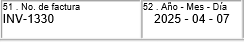 51 . No. de factura
INV-1330
52 . Año - Mes - Día
2025 - 04 - 07